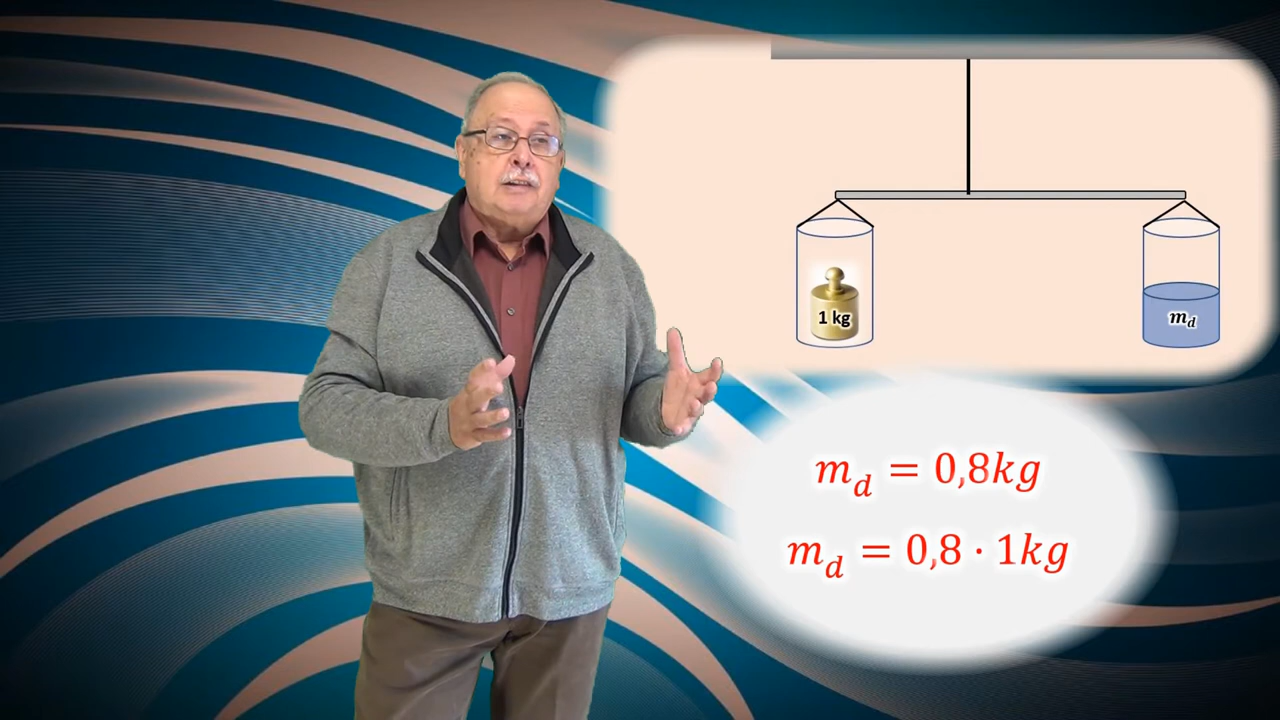 1 kg
m_d
m_d = 0,8kg
m_d = 0,8 · 1kg